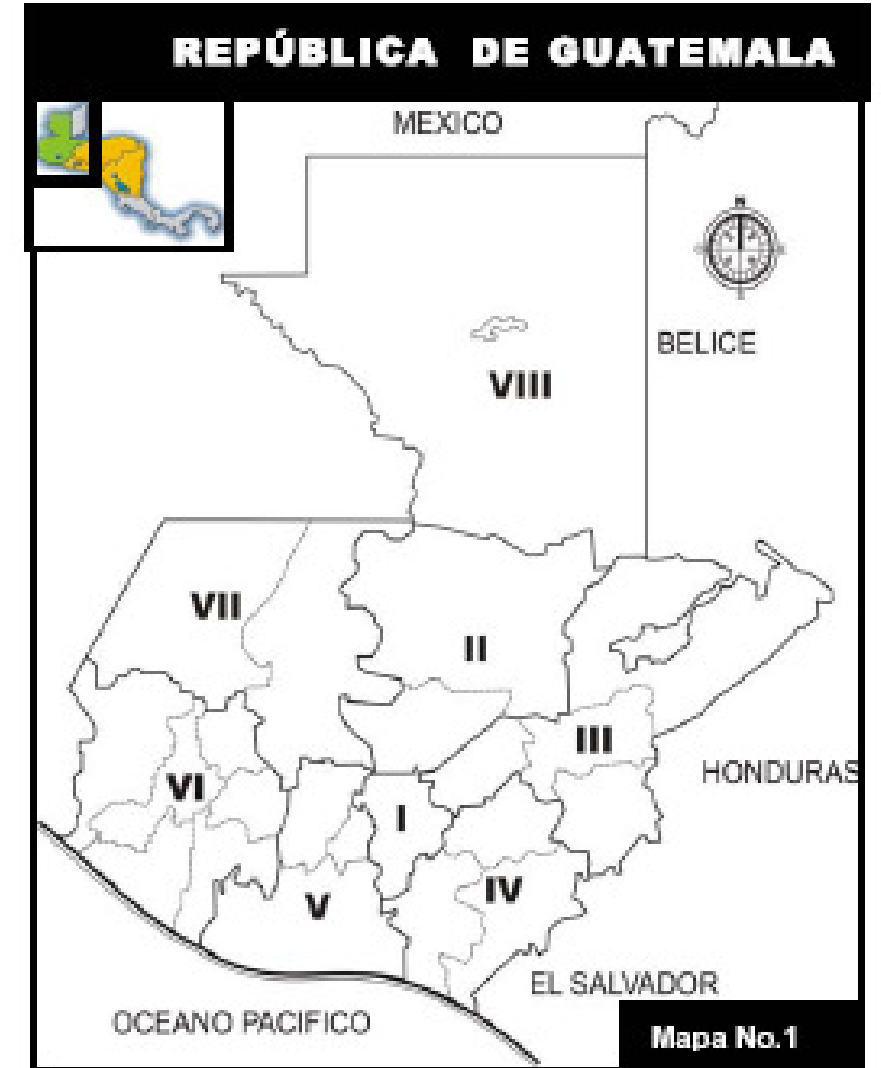 REPÚBLICA DE GUATEMALA
MEXICO
N
BELICE
VIII
VII
II
III
HONDURAS
VI
I
IV
V
EL SALVADOR
OCEANO PACIFICO
Mapa No.1